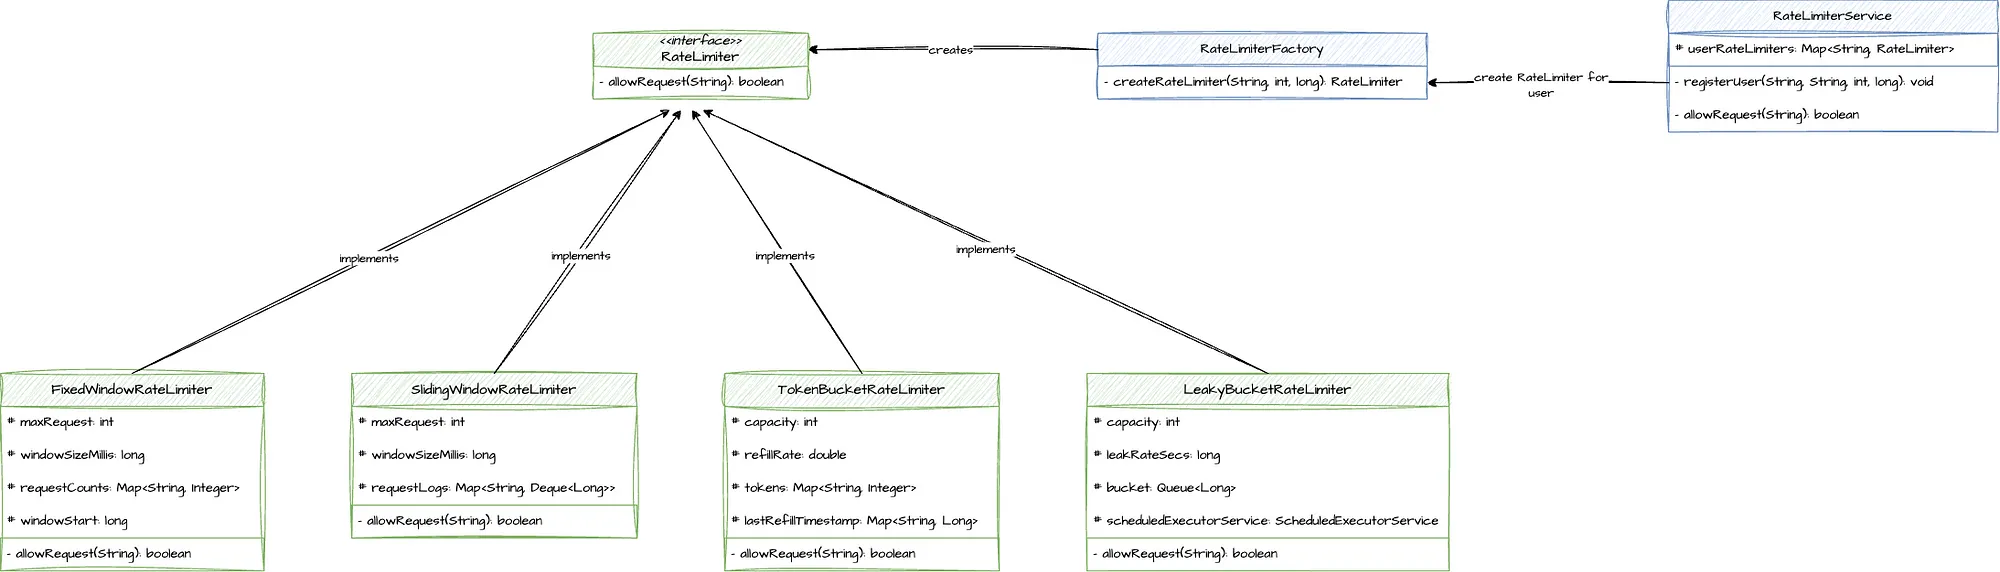 <<interface>>
RateLimiter
- allowRequest(String): boolean
creates
RateLimiterFactory
- createRateLimiter(String, int, long): RateLimiter
create RateLimiter for
user
RateLimiterService
# userRateLimiters: Map<String, RateLimiter>
- registerUser(String, String, int, long): void
- allowRequest(String): boolean
implements
implements
implements
implements
FixedWindowRateLimiter
# maxRequest: int
# windowSizeMillis: long
# requestCounts: Map<String, Integer>
# windowStart: long
- allowRequest(String): boolean
SlidingWindowRateLimiter
# maxRequest: int
# windowSizeMillis: long
# requestLogs: Map<String, Deque<Long>>
- allowRequest(String): boolean
TokenBucketRateLimiter
# capacity: int
# refillRate: double
# tokens: Map<String, Integer>
# lastRefillTimestamp: Map<String, Long>
- allowRequest(String): boolean
LeakyBucketRateLimiter
# capacity: int
# leakRateSecs: long
# bucket: Queue<Long>
# scheduledExecutorService: ScheduledExecutorService
- allowRequest(String): boolean